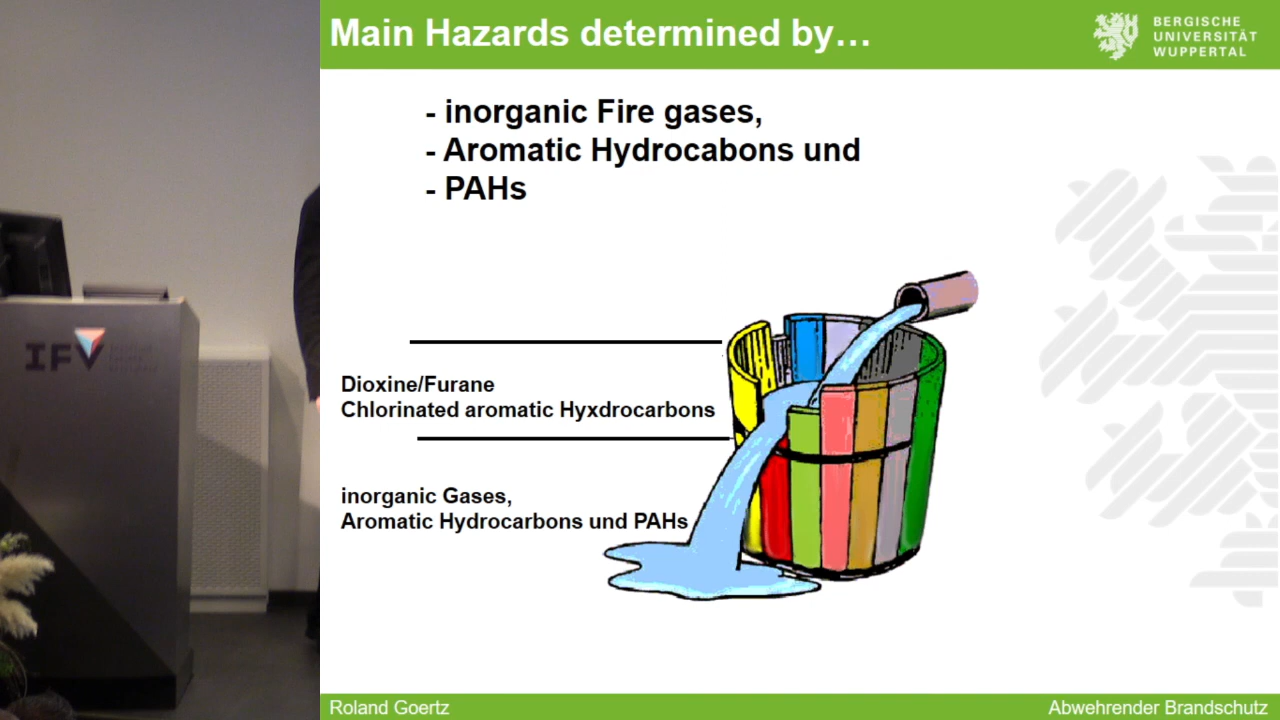 Main Hazards determined by…
BERGISCHE
UNIVERSITÄT
WUPPERTAL
- inorganic Fire gases,
- Aromatic Hydrocabons und
- PAHs
Dioxine/Furane
Chlorinated aromatic Hyxdrocarbons
inorganic Gases,
Aromatic Hydrocarbons und PAHs
IFV
Roland Goertz
Abwehrender Brandschutz